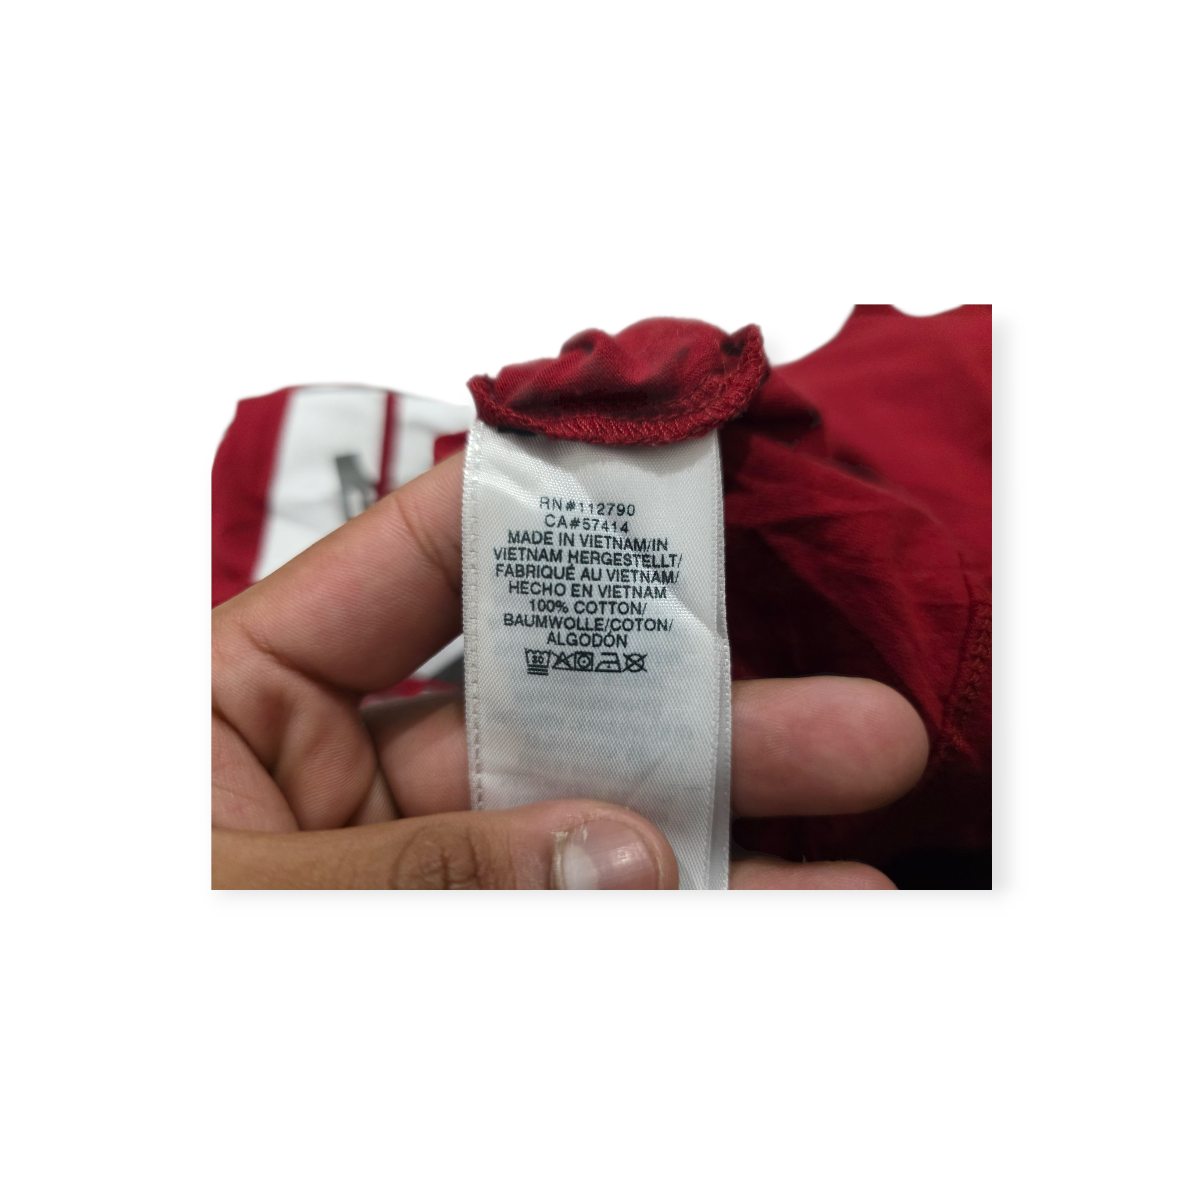 RN#112790
CA#57414
MADE IN VIETNAM/IN
VIETNAM HERGESTELLT/
FABRIQUÉ AU VIETNAM/
HECHO EN VIETNAM
100% COTTON/
BAUMWOLLE/COTON/
ALGODÓN
30